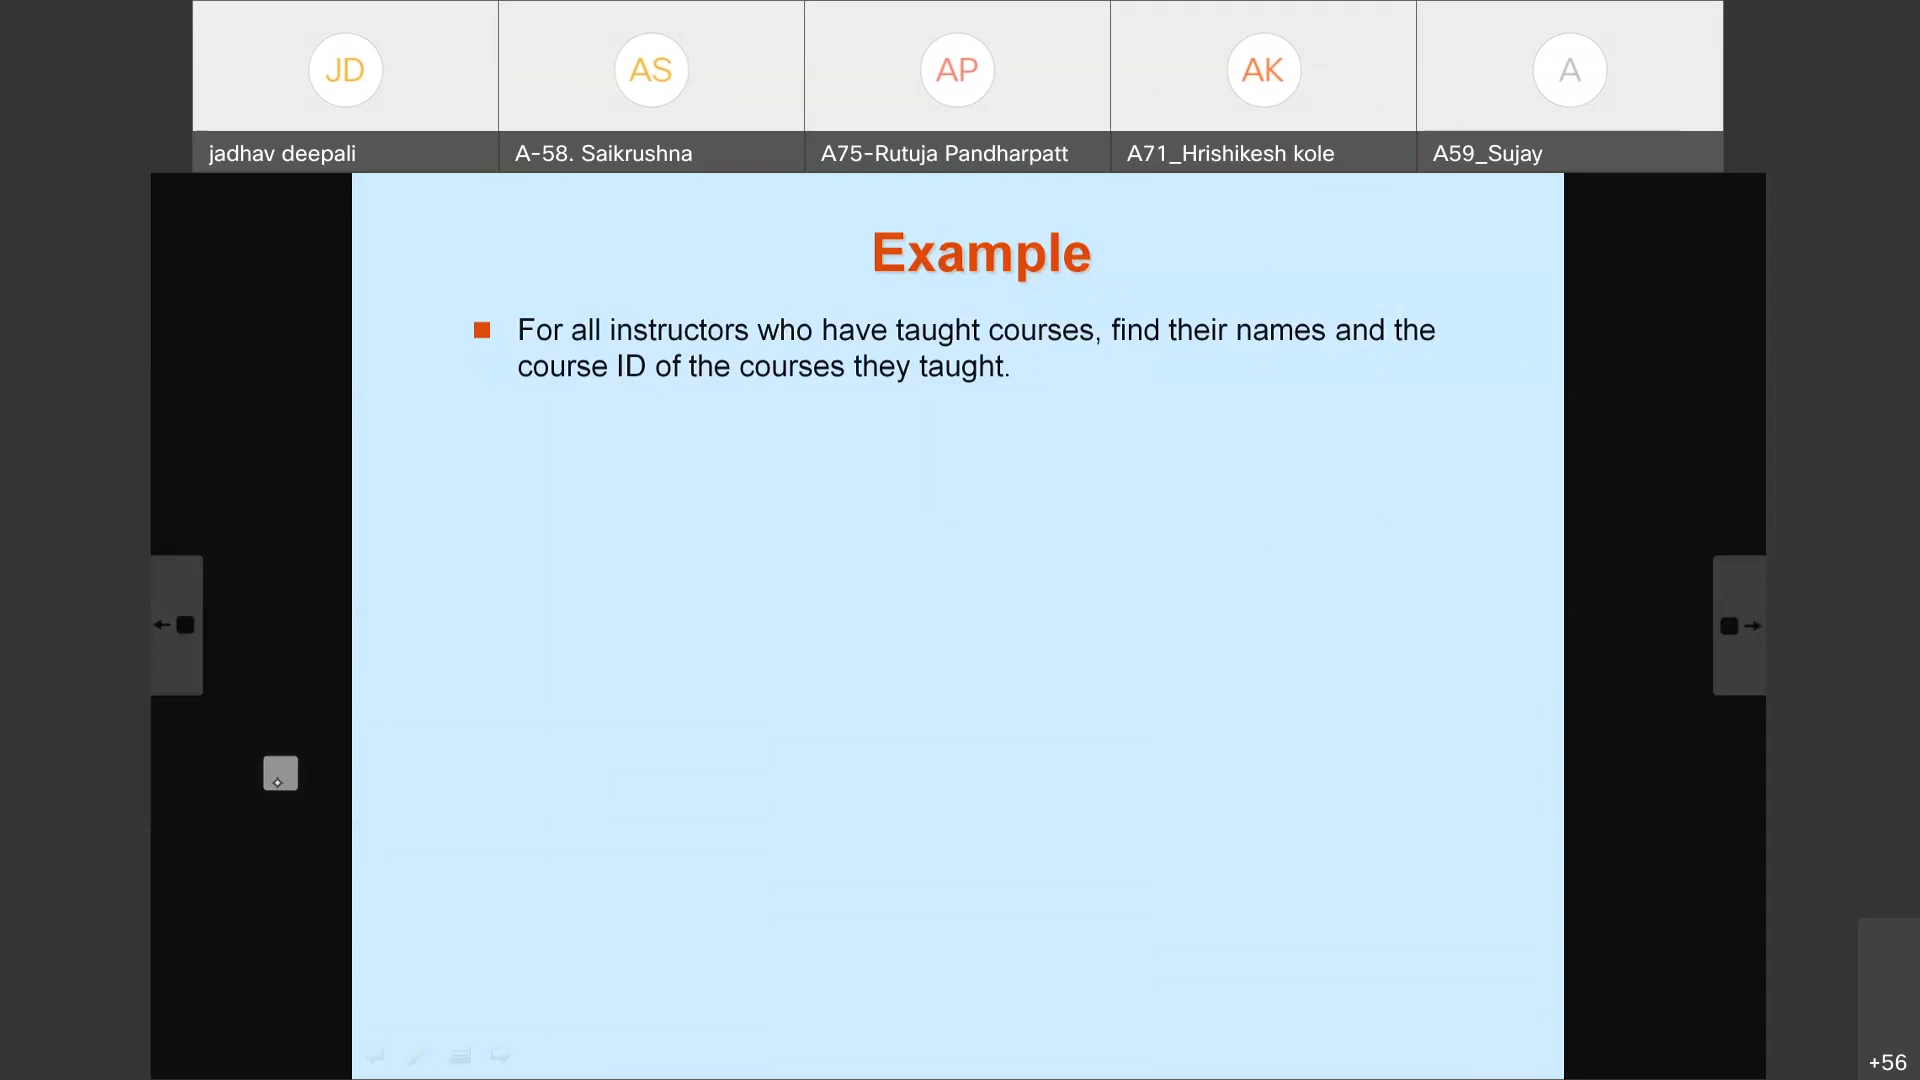 JD
AS
AP
AK
A
jadhav deepali
A-58. Saikrushna
A75-Rutuja Pandharpatt
A71_Hrishikesh kole
A59_Sujay
Example
For all instructors who have taught courses, find their names and the
course ID of the courses they taught.
+56